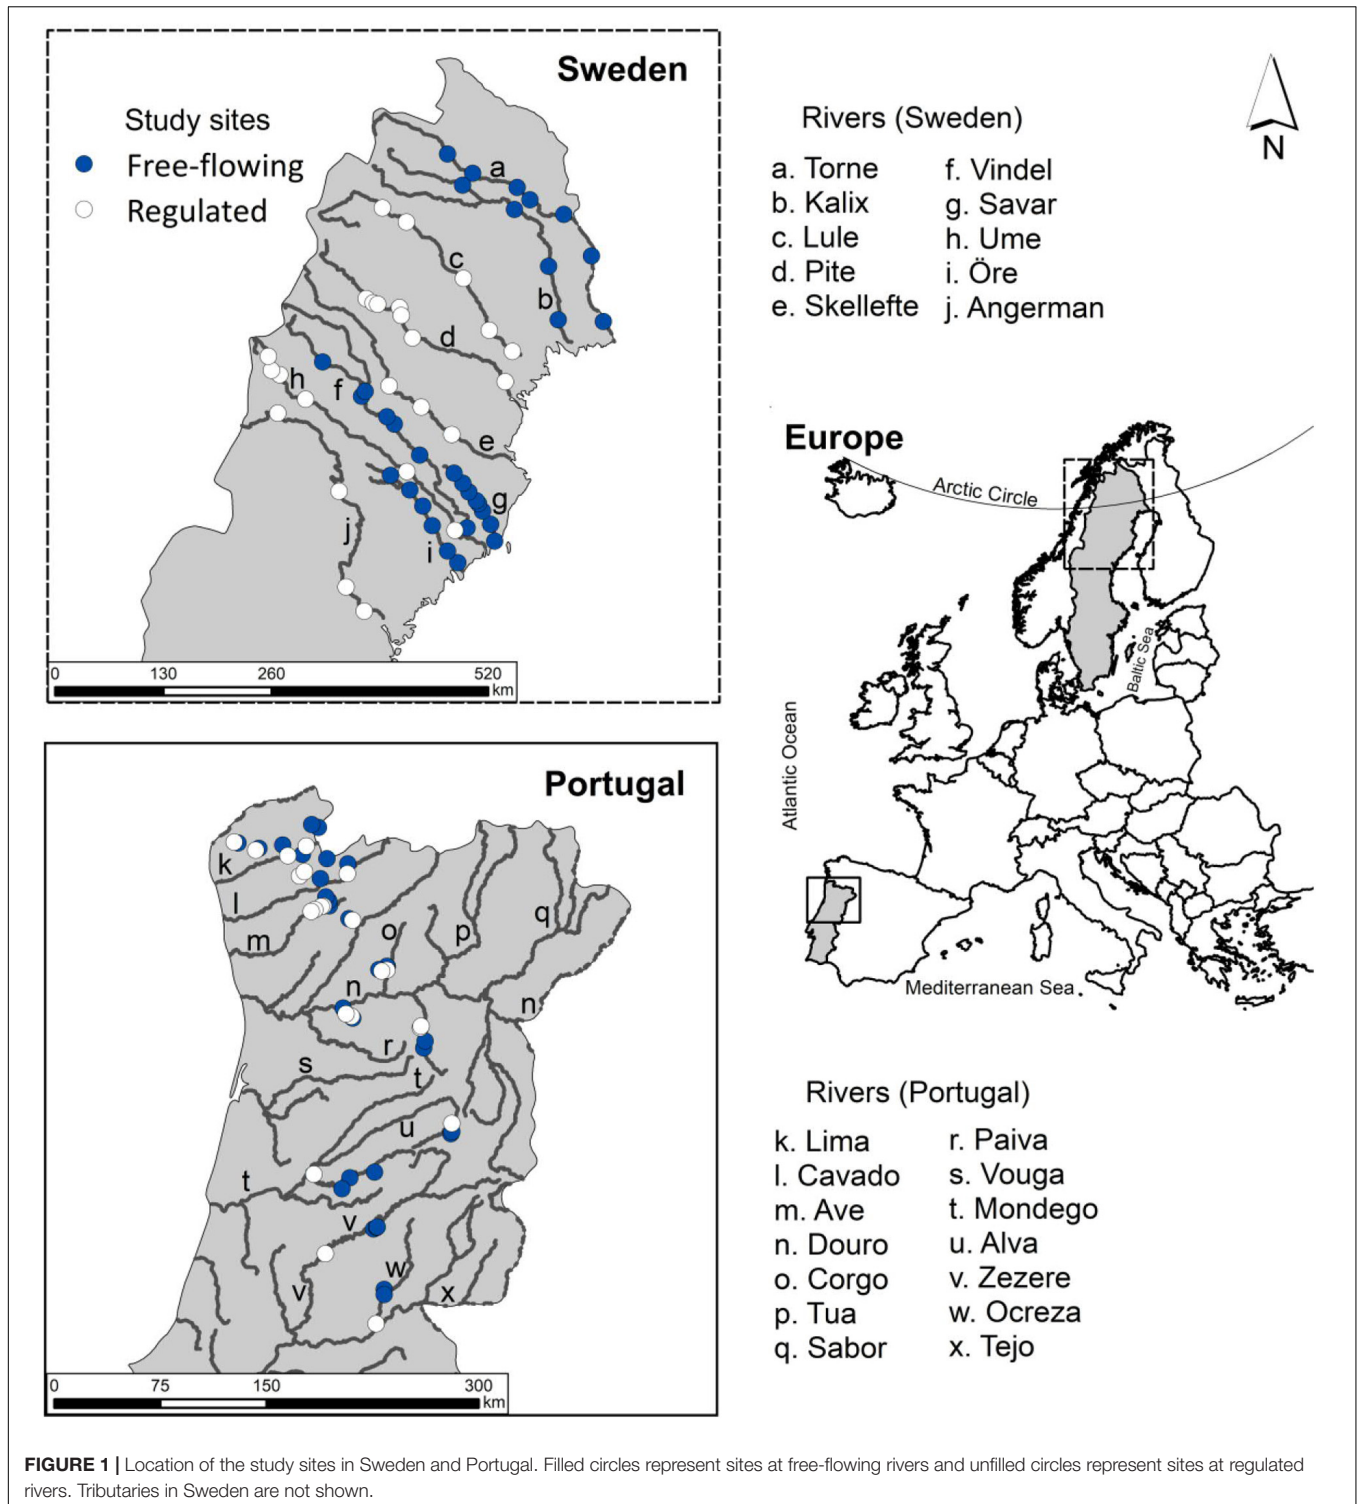 Sweden
Study sites
Free-flowing
Regulated
a
b
c
d
e
f
g
h
i
j
0 130 260 520
km
Rivers (Sweden)
a. Torne f. Vindel
b. Kalix g. Savar
c. Lule h. Ume
d. Pite i. Öre
e. Skellefte j. Angerman
N
Europe
Arctic Circle
Baltic Sea
Atlantic Ocean
Mediterranean Sea
Portugal
k
l
m
n
o
p
q
n
r
s
t
u
t
v
v
w
x
0 75 150 300
km
Rivers (Portugal)
k. Lima r. Paiva
l. Cavado s. Vouga
m. Ave t. Mondego
n. Douro u. Alva
o. Corgo v. Zezere
p. Tua w. Ocreza
q. Sabor x. Tejo
FIGURE 1 | Location of the study sites in Sweden and Portugal. Filled circles represent sites at free-flowing rivers and unfilled circles represent sites at regulated
rivers. Tributaries in Sweden are not shown.